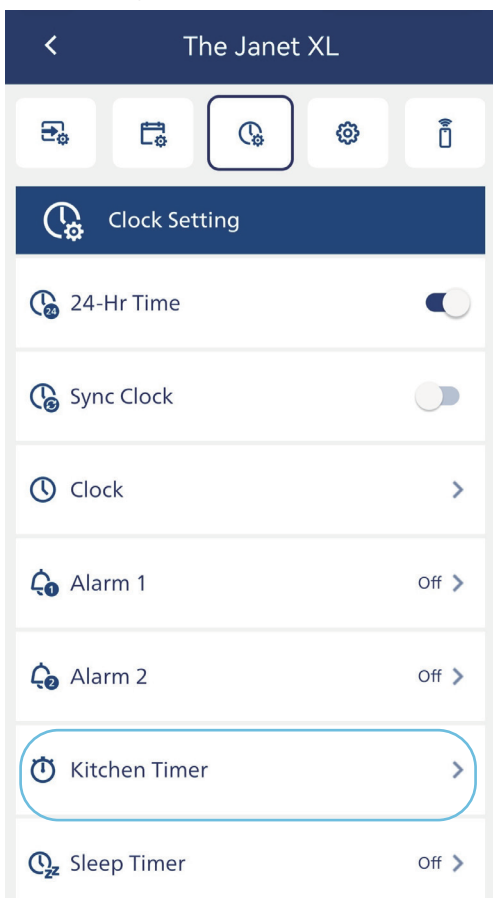 The Janet XL
Clock Setting
24-Hr Time
Sync Clock
Clock
Alarm 1 Off
Alarm 2 Off
Kitchen Timer
Sleep Timer Off